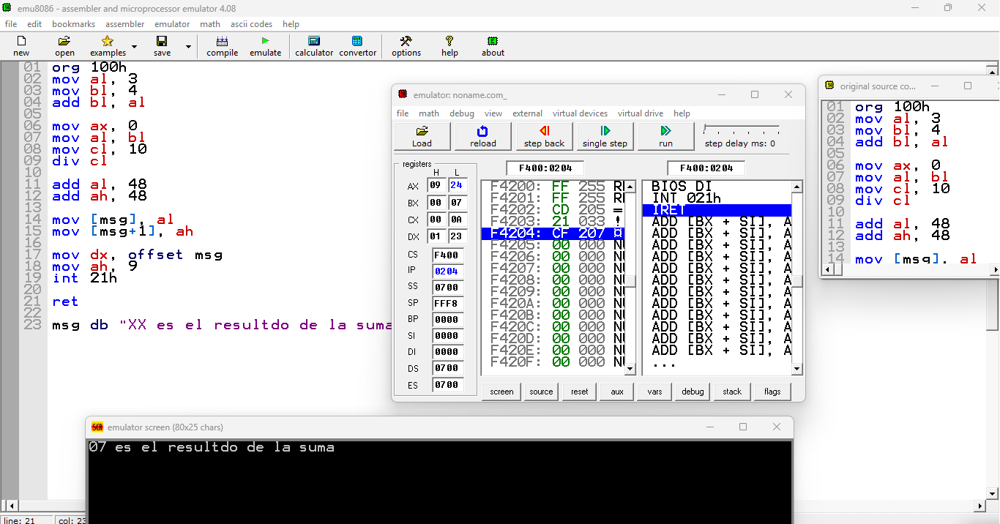 emu8086 - assembler and microprocessor emulator 4.08
file edit bookmarks assembler emulator math ascii codes help
new open examples save compile emulate calculator convertor options help about
01 org 100h
02 mov al, 3
03 mov bl, 4
04 add bl, al
05
06 mov ax, 0
07 mov al, bl
08 mov cl, 10
09 div cl
10
11 add al, 48
12 add ah, 48
13
14 mov [msg], al
15 mov [msg+1], ah
16
17 mov dx, offset msg
18 mov ah, 9
19 int 21h
20
21 ret
22
23 msg db "XX es el resultdo de la suma
emulator: noname.com_
file math debug view external virtual devices virtual drive help
Load reload step back single step run step delay ms: 0
registers F400:0204 F400:0204
H L
AX 09 24
BX 00 07
CX 00 0A
DX 01 23
CS F400
IP 0204
SS 0700
SP FFF8
BP 0000
SI 0000
DI 0000
DS 0700
ES 0700
F4200: FF 255 RE
F4201: FF 255 RE
F4202: CD 205 =
F4203: 21 033 !
F4204: CF 207 ¤
F4205: 00 000 NU
F4206: 00 000 NU
F4207: 00 000 NU
F4208: 00 000 NU
F4209: 00 000 NU
F420A: 00 000 NU
F420B: 00 000 NU
F420C: 00 000 NU
F420D: 00 000 NU
F420E: 00 000 NU
F420F: 00 000 NU
BIOS DI
INT 021h
IRET
ADD [BX + SI], A
ADD [BX + SI], A
ADD [BX + SI], A
ADD [BX + SI], A
ADD [BX + SI], A
ADD [BX + SI], A
ADD [BX + SI], A
ADD [BX + SI], A
ADD [BX + SI], A
ADD [BX + SI], A
ADD [BX + SI], A
ADD [BX + SI], A
...
screen source reset aux vars debug stack flags
original source co...
01 org 100h
02 mov al, 3
03 mov bl, 4
04 add bl, al
05
06 mov ax, 0
07 mov al, bl
08 mov cl, 10
09 div cl
10
11 add al, 48
12 add ah, 48
13
14 mov [msg], al
SCR emulator screen (80x25 chars)
07 es el resultdo de la suma
line: 21 col: 23